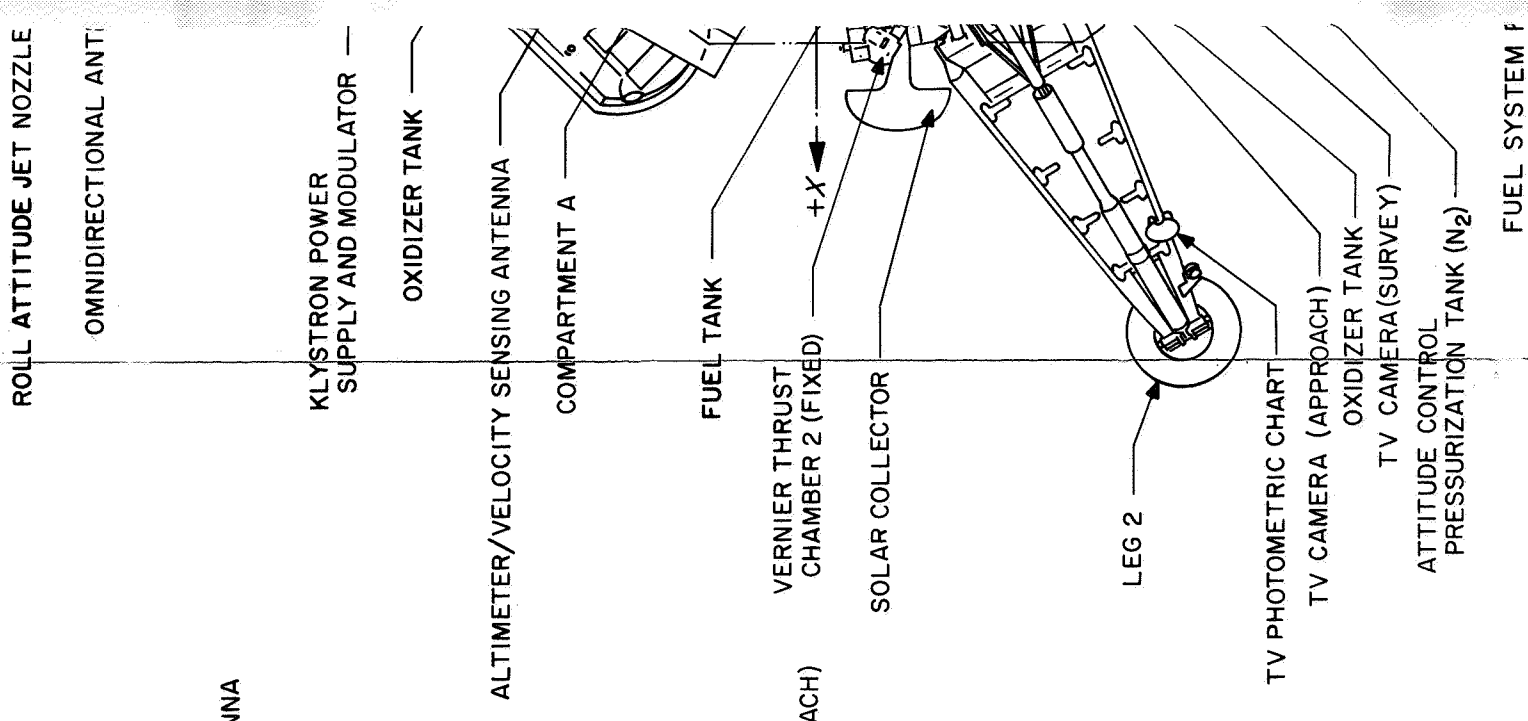 ROLL ATTITUDE JET NOZZLE
OMNIDIRECTIONAL
NNA
KLYSTRON POWER
SUPPLY AND MODULATOR
OXIDIZER TANK
ALTIMETER/VELOCITY SENSING ANTENNA
COMPARTMENT A
FUEL TANK
VERNIER THRUST
CHAMBER 2 (FIXED)
+X
ACH)
SOLAR COLLECTOR
LEG 2
TV PHOTOMETRIC CHART
TV CAMERA (APPROACH)
OXIDIZER TANK
TV CAMERA (SURVEY)
ATTITUDE CONTROL
PRESSURIZATION TANK (N2)
FUEL SYSTEM